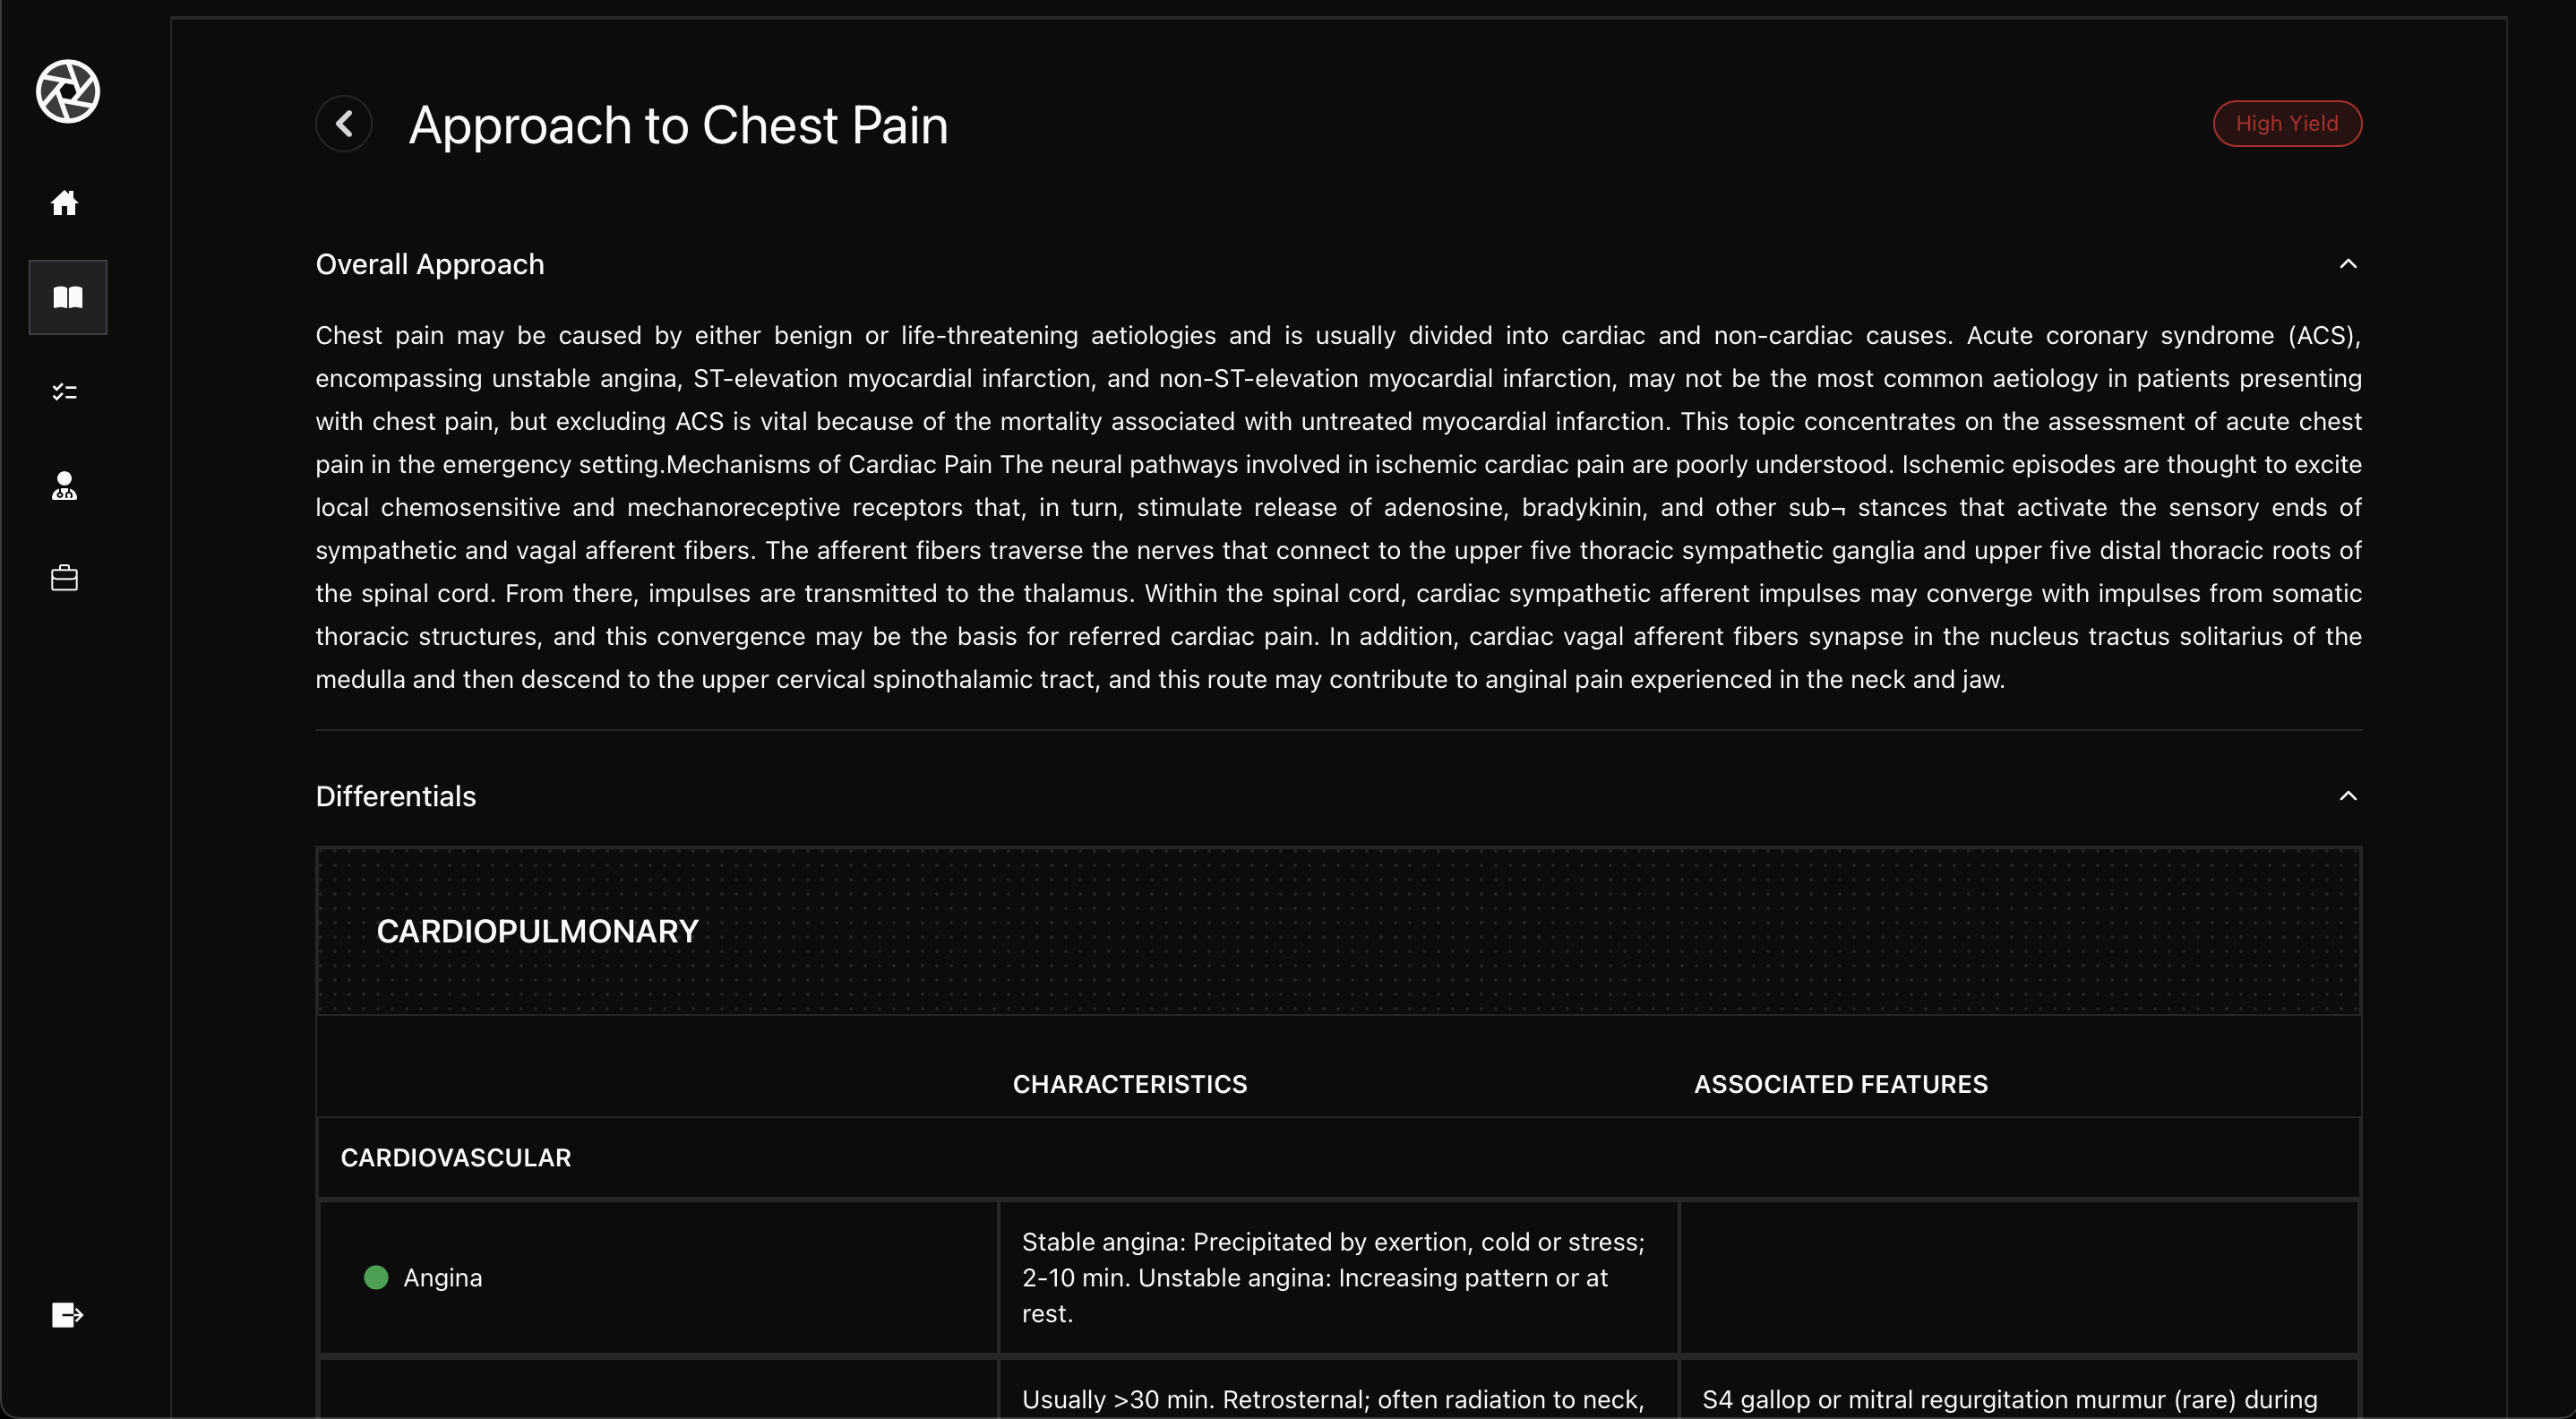 Approach to Chest Pain
High Yield
Overall Approach
Chest pain may be caused by either benign or life-threatening aetiologies and is usually divided into cardiac and non-cardiac causes. Acute coronary syndrome (ACS),
encompassing unstable angina, ST-elevation myocardial infarction, and non-ST-elevation myocardial infarction, may not be the most common aetiology in patients presenting
with chest pain, but excluding ACS is vital because of the mortality associated with untreated myocardial infarction. This topic concentrates on the assessment of acute chest
pain in the emergency setting.Mechanisms of Cardiac Pain The neural pathways involved in ischemic cardiac pain are poorly understood. Ischemic episodes are thought to excite
local chemosensitive and mechanoreceptive receptors that, in turn, stimulate release of adenosine, bradykinin, and other sub¬ stances that activate the sensory ends of
sympathetic and vagal afferent fibers. The afferent fibers traverse the nerves that connect to the upper five thoracic sympathetic ganglia and upper five distal thoracic roots of
the spinal cord. From there, impulses are transmitted to the thalamus. Within the spinal cord, cardiac sympathetic afferent impulses may converge with impulses from somatic
thoracic structures, and this convergence may be the basis for referred cardiac pain. In addition, cardiac vagal afferent fibers synapse in the nucleus tractus solitarius of the
medulla and then descend to the upper cervical spinothalamic tract, and this route may contribute to anginal pain experienced in the neck and jaw.
Differentials
CARDIOPULMONARY
CHARACTERISTICS
ASSOCIATED FEATURES
CARDIOVASCULAR
Angina
Stable angina: Precipitated by exertion, cold or stress;
2-10 min. Unstable angina: Increasing pattern or at
rest.
Usually >30 min. Retrosternal; often radiation to neck,
S4 gallop or mitral regurgitation murmur (rare) during